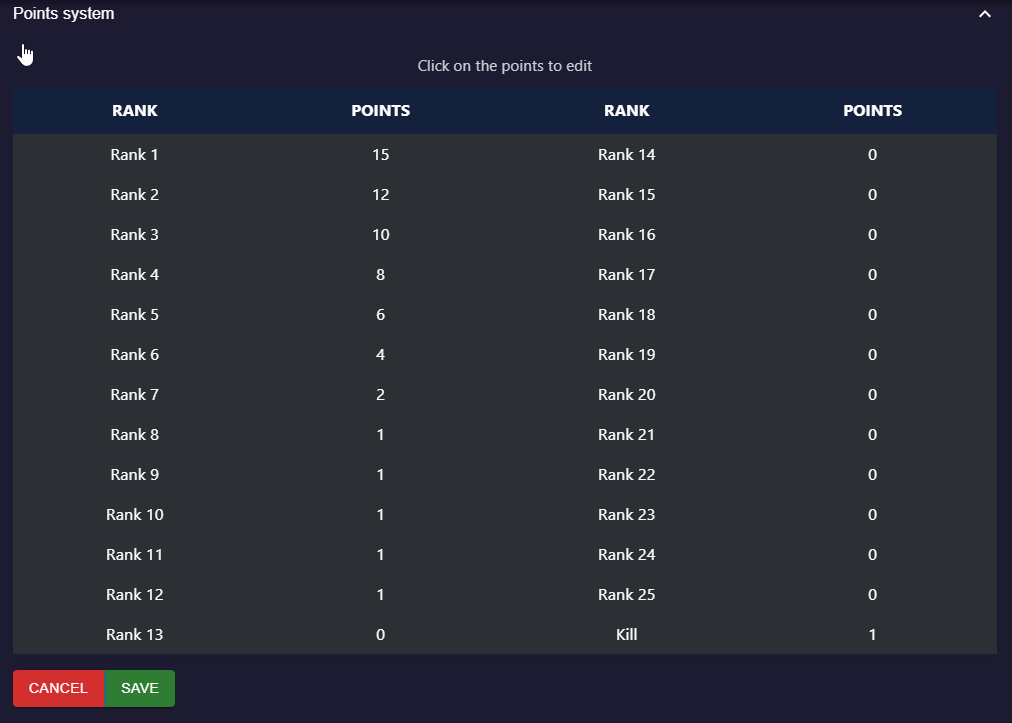 Points system
Click on the points to edit
RANK POINTS RANK POINTS
Rank 1 15 Rank 14 0
Rank 2 12 Rank 15 0
Rank 3 10 Rank 16 0
Rank 4 8 Rank 17 0
Rank 5 6 Rank 18 0
Rank 6 4 Rank 19 0
Rank 7 2 Rank 20 0
Rank 8 1 Rank 21 0
Rank 9 1 Rank 22 0
Rank 10 1 Rank 23 0
Rank 11 1 Rank 24 0
Rank 12 1 Rank 25 0
Rank 13 0 Kill 1
CANCEL SAVE